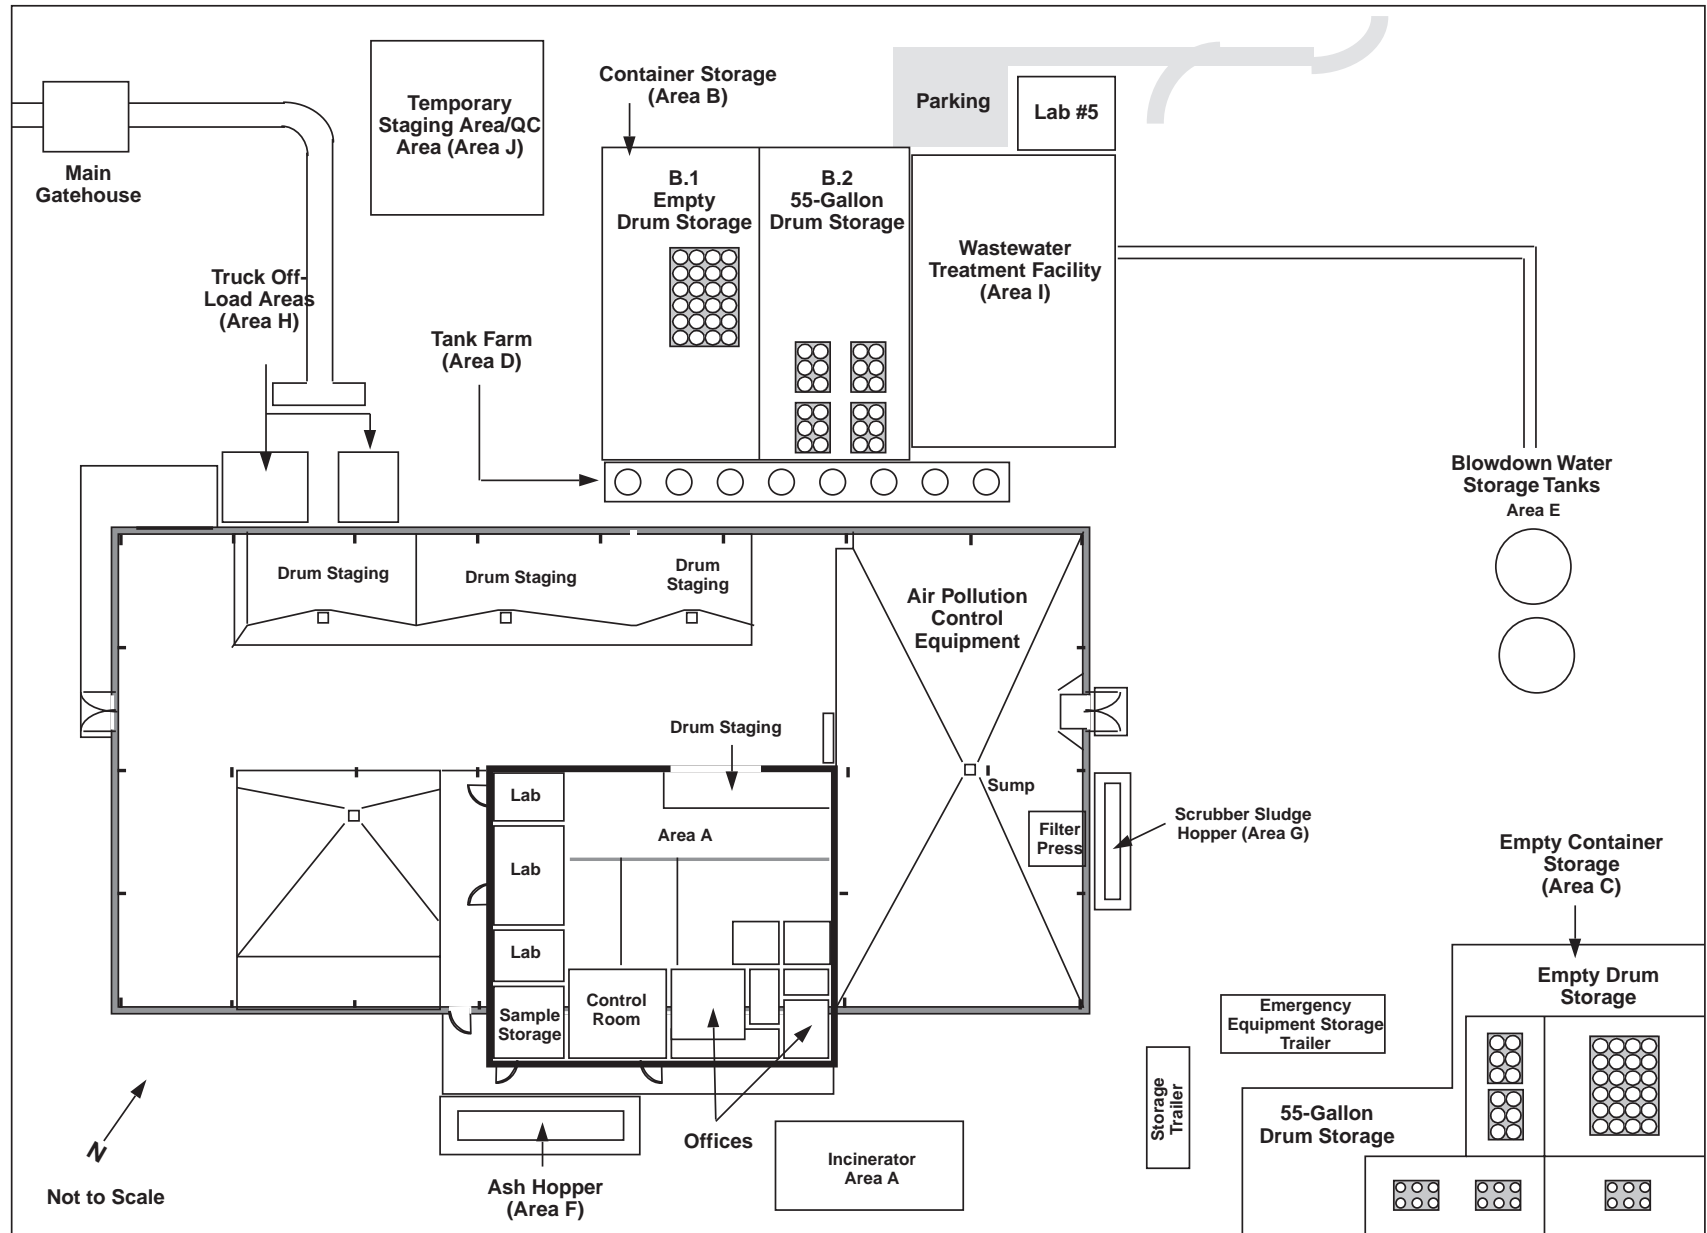 Container Storage
(Area B)
Parking
Lab #5
Temporary
Staging Area/QC
Area (Area J)
Main
Gatehouse
B.1
Empty
Drum Storage
B.2
55-Gallon
Drum Storage
Wastewater
Treatment Facility
(Area I)
Truck Off-
Load Areas
(Area H)
Tank Farm
(Area D)
Blowdown Water
Storage Tanks
Area E
Drum Staging
Drum Staging
Drum
Staging
Air Pollution
Control
Equipment
Drum Staging
Sump
Lab
Area A
Filter
Press
Scrubber Sludge
Hopper (Area G)
Lab
Empty Container
Storage
(Area C)
Lab
Empty Drum
Storage
Sample
Storage
Control
Room
Emergency
Equipment Storage
Trailer
Storage
Trailer
55-Gallon
Drum Storage
Offices
N
Not to Scale
Ash Hopper
(Area F)
Incinerator
Area A